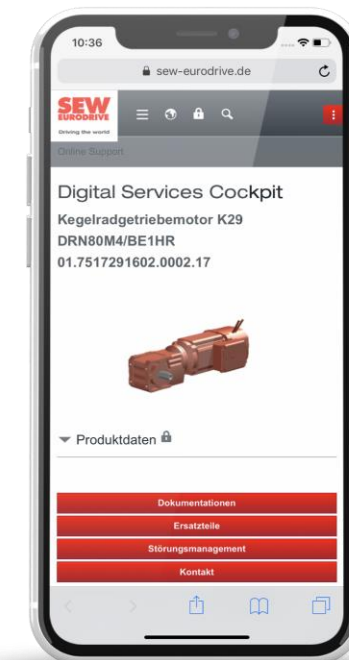 10:36
sew-eurodrive.de
SEW
EURODRIVE
Driving the world
Online Support
Digital Services Cockpit
Kegelradgetriebemotor K29
DRN80M4/BE1HR
01.7517291602.0002.17
Produktdaten
Dokumentationen
Ersatzteile
Störungsmanagement
Kontakt